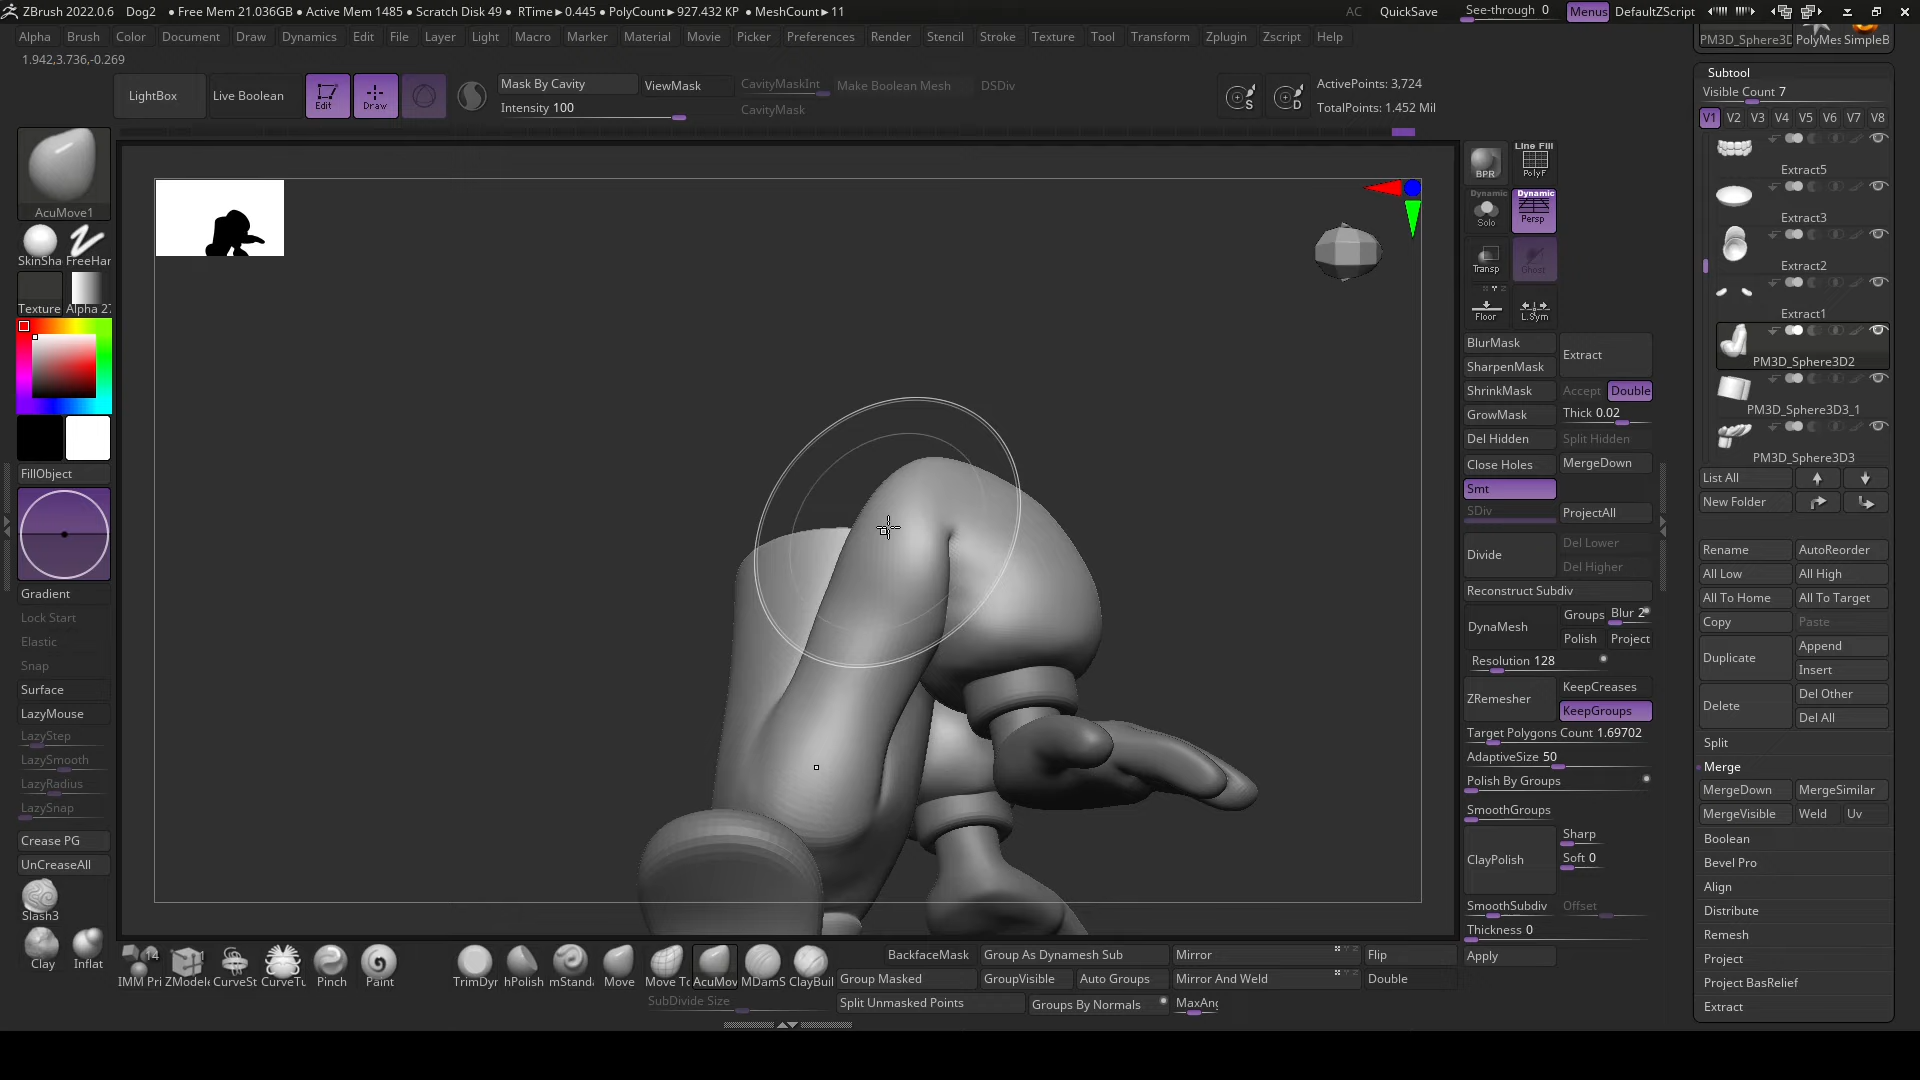 ZBrush 2022.0.6 Dog2 • Free Mem 21.036GB • Active Mem 1485 • Scratch Disk 49 • RTime▸0.445 • PolyCount▸927.432 KP • MeshCount▸11
AC QuickSave See-through 0 Menus DefaultZScript
Alpha Brush Color Document Draw Dynamics Edit File Layer Light Macro Marker Material Movie Picker Preferences Render Stencil Stroke Texture Tool Transform Zplugin Zscript Help
1.942,3.736,-0.269
LightBox
Live Boolean
Edit
Draw
Mask By Cavity
Intensity 100
ViewMask
CavityMaskInt
CavityMask
Make Boolean Mesh
DSDiv
S
D
ActivePoints: 3,724
TotalPoints: 1.452 Mil
AcuMove1
SkinSha FreeHan
Texture Alpha 2
FillObject
Gradient
Lock Start
Elastic
Snap
Surface
LazyMouse
LazyStep
LazySmooth
LazyRadius
LazySnap
Crease PG
UnCreaseAll
Slash3
Clay Inflat
BPR
Line Fill
PolyF
Dynamic
Solo
Dynamic
Persp
Transp
Ghost
Floor
L.Sym
BlurMask
SharpenMask
Extract
ShrinkMask
Accept Double
GrowMask
Thick 0.02
Del Hidden
Split Hidden
Close Holes
MergeDown
Smt
SDiv
ProjectAll
Divide
Del Lower
Del Higher
Reconstruct Subdiv
DynaMesh
Groups Blur 2
Polish Project
Resolution 128
ZRemesher
KeepCreases
KeepGroups
Target Polygons Count 1.69702
AdaptiveSize 50
Polish By Groups
SmoothGroups
ClayPolish
Sharp
Soft 0
SmoothSubdiv Offset
Thickness 0
Apply
PM3D_Sphere3D PolyMes SimpleB
Subtool
Visible Count 7
V1 V2 V3 V4 V5 V6 V7 V8
Extract5
Extract3
Extract2
Extract1
PM3D_Sphere3D2
PM3D_Sphere3D3_1
PM3D_Sphere3D3
List All
New Folder
Rename AutoReorder
All Low All High
All To Home All To Target
Copy Paste
Duplicate
Append
Insert
Delete
Del Other
Del All
Split
Merge
MergeDown MergeSimilar
MergeVisible Weld Uv
Boolean
Bevel Pro
Align
Distribute
Remesh
Project
Project BasRelief
Extract
14
IMM Pri ZModele CurveSt CurveTu Pinch Paint TrimDyr hPolish mStand Move Move To AcuMov MDamS ClayBuil
SubDivide Size
BackfaceMask Group As Dynamesh Sub Mirror Flip
Group Masked GroupVisible Auto Groups Mirror And Weld Double
Split Unmasked Points Groups By Normals MaxAng